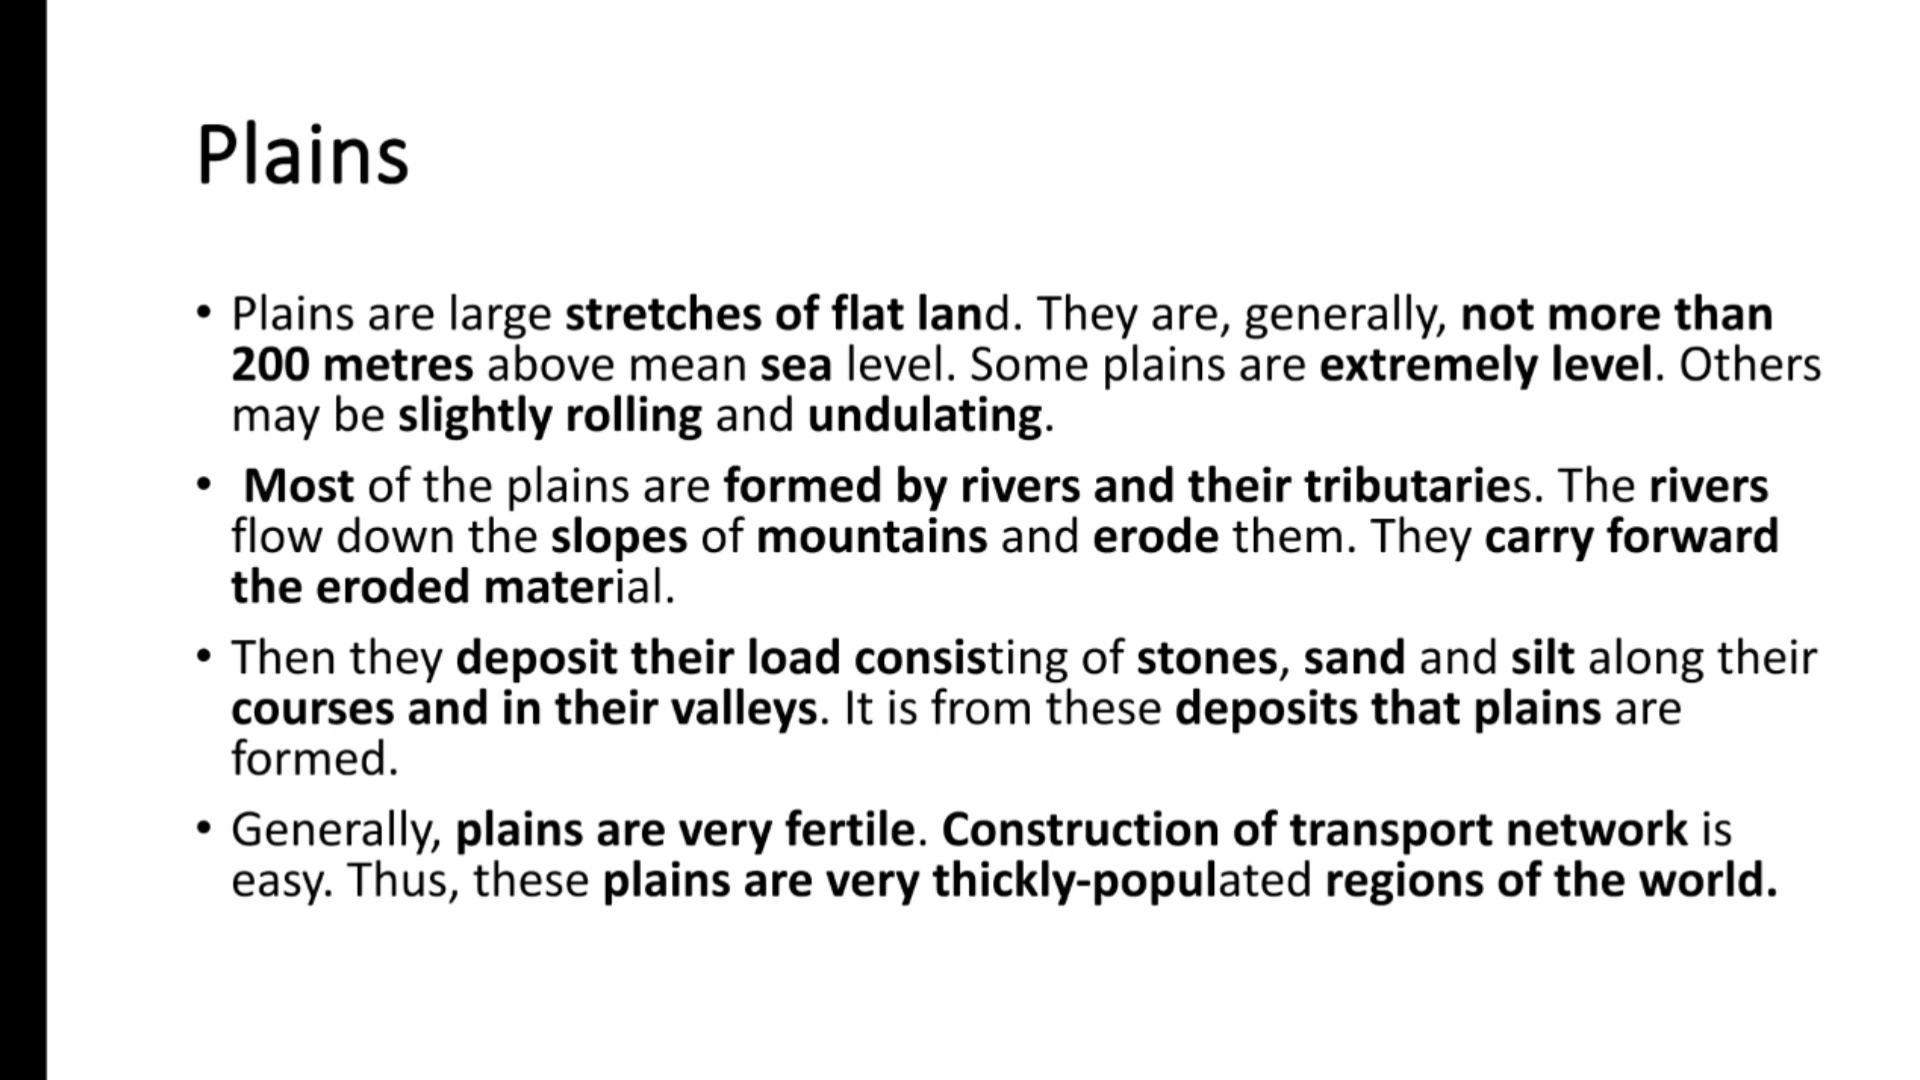 Plains
• Plains are large stretches of flat land. They are, generally, not more than
200 metres above mean sea level. Some plains are extremely level. Others
may be slightly rolling and undulating.
• Most of the plains are formed by rivers and their tributaries. The rivers
flow down the slopes of mountains and erode them. They carry forward
the eroded material.
• Then they deposit their load consisting of stones, sand and silt along their
courses and in their valleys. It is from these deposits that plains are
formed.
• Generally, plains are very fertile. Construction of transport network is
easy. Thus, these plains are very thickly-populated regions of the world.